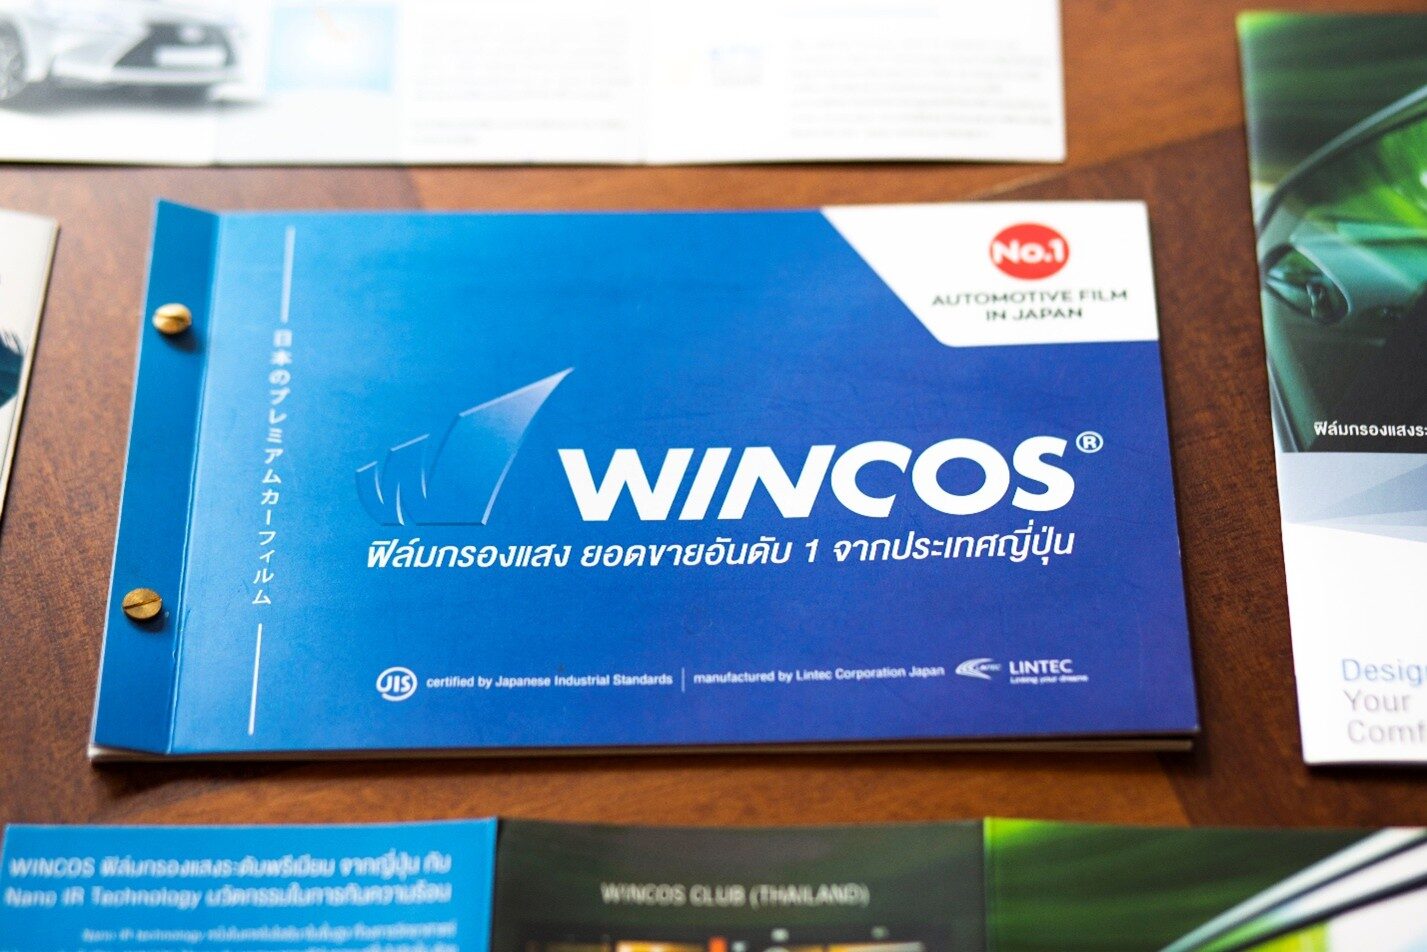 No.1
AUTOMOTIVE FILM
IN JAPAN
日本のプレミアムカーフィルム
WINCOS®
ฟิล์มกรองแสง ยอดขายอันดับ 1 จากประเทศญี่ปุ่น
JIS certified by Japanese Industrial Standards | manufactured by Lintec Corporation Japan LINTEC
Linking your dreams
ฟิล์มกรองแสงระ
Desig
Your
Comf
WINCOS ฟิล์มกรองแสงระดับพรีเมียม จากญี่ปุ่น กับ
Nano IR Technology นวัตกรรมในการกันความร้อน
WINCOS CLUB (THAILAND)